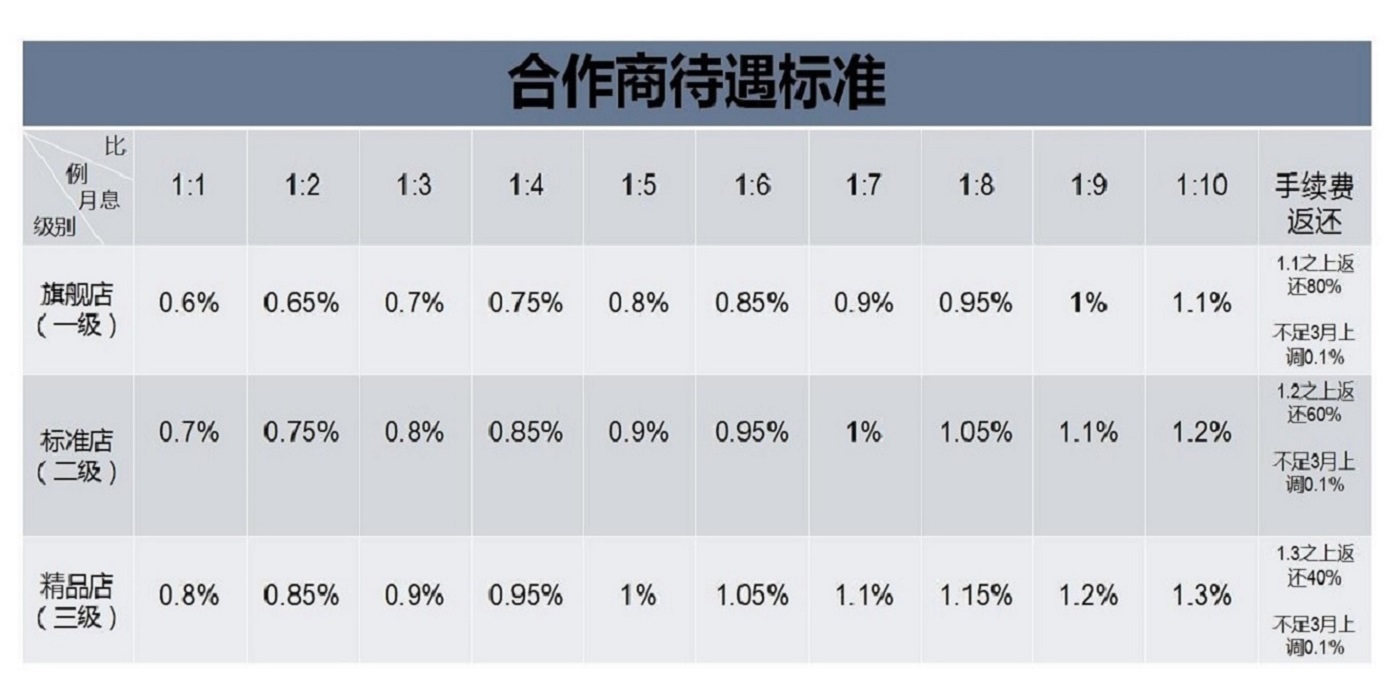 合作商待遇标准
比
例
月息
级别
1:1 1:2 1:3 1:4 1:5 1:6 1:7 1:8 1:9 1:10 手续费
返还
旗舰店
（一级）
0.6% 0.65% 0.7% 0.75% 0.8% 0.85% 0.9% 0.95% 1% 1.1%
1.1之上返
还80%
不足3月上
调0.1%
标准店
（二级）
0.7% 0.75% 0.8% 0.85% 0.9% 0.95% 1% 1.05% 1.1% 1.2%
1.2之上返
还60%
不足3月上
调0.1%
精品店
（三级）
0.8% 0.85% 0.9% 0.95% 1% 1.05% 1.1% 1.15% 1.2% 1.3%
1.3之上返
还40%
不足3月上
调0.1%